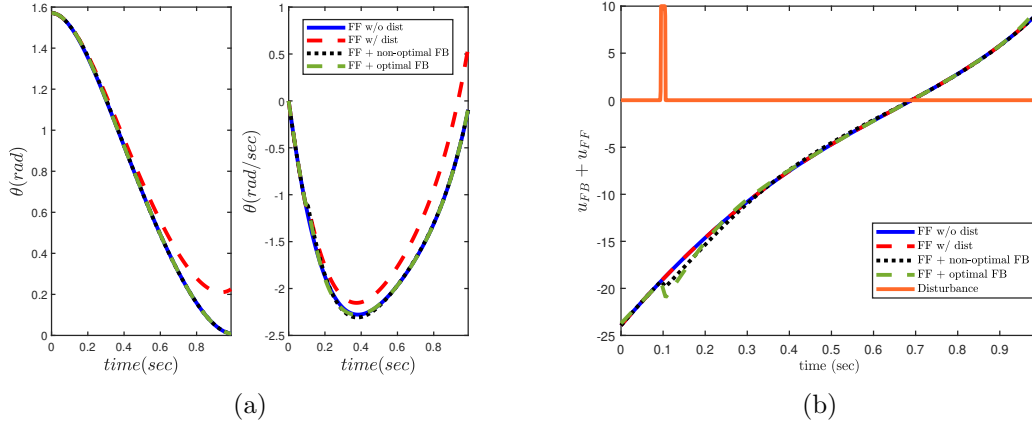 θ(rad)
1.6
1.4
1.2
1
0.8
0.6
0.4
0.2
0
0 0.2 0.4 0.6 0.8
time(sec)
FF w/o dist
FF w/ dist
FF + non-optimal FB
FF + optimal FB
θ(rad/sec)
0
-0.5
-1
-1.5
-2
-2.5
0 0.2 0.4 0.6 0.8
time(sec)
(a)
u_FB + u_FF
10
5
0
-5
-10
-15
-20
-25
FF w/o dist
FF w/ dist
FF + non-optimal FB
FF + optimal FB
Disturbance
0 0.1 0.2 0.3 0.4 0.5 0.6 0.7 0.8 0.9
time (sec)
(b)